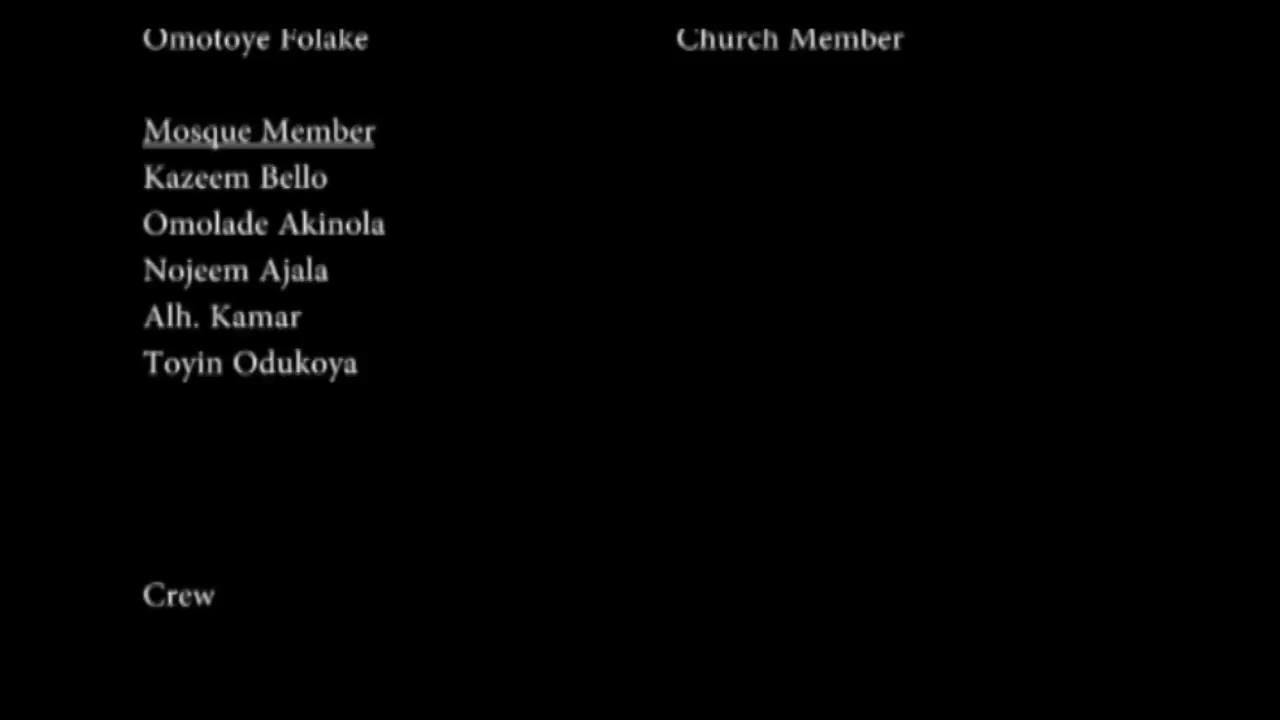 Omotoye Folake Church Member
Mosque Member
Kazeem Bello
Omolade Akinola
Nojeem Ajala
Alh. Kamar
Toyin Odukoya
Crew